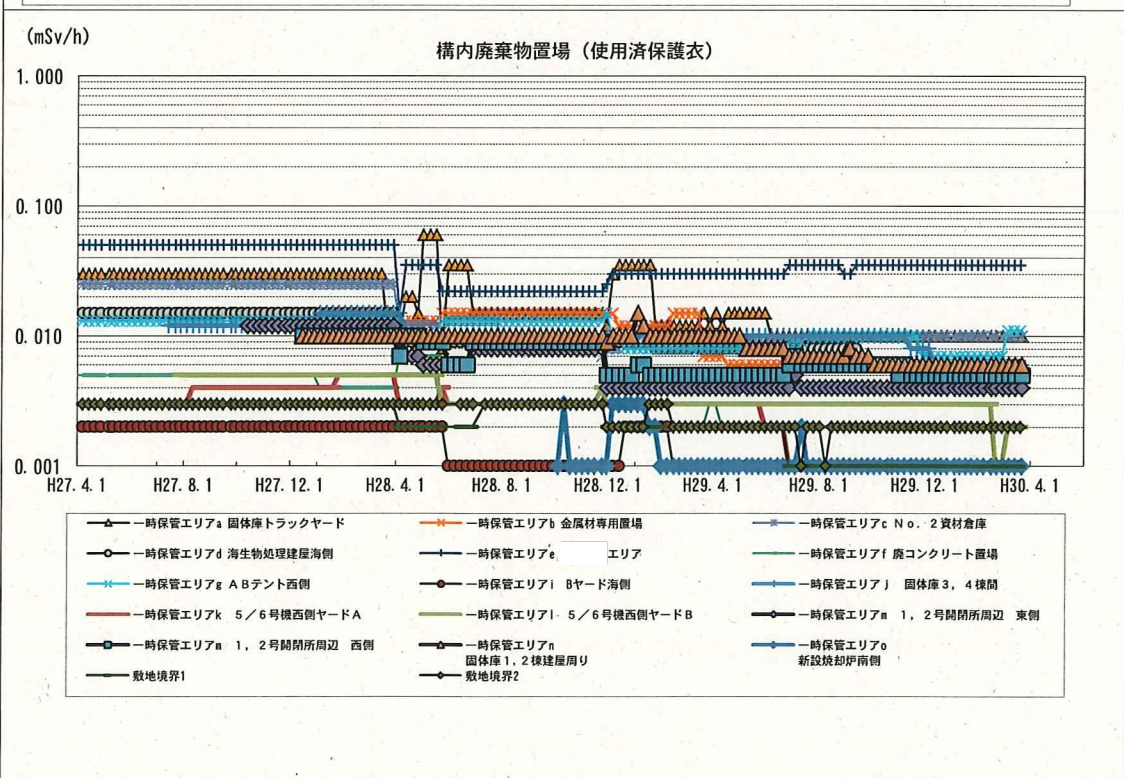 (mSv/h)
構内廃棄物置場（使用済保護衣）
1.000
0.100
0.010
0.001
H27.4.1 H27.8.1 H27.12.1 H28.4.1 H28.8.1 H28.12.1 H29.4.1 H29.8.1 H29.12.1 H30.4.1
一時保管エリアa 固体庫トラックヤード 一時保管エリアb 金属材専用置場 一時保管エリアc No．2資材倉庫
一時保管エリアd 海生物処理建屋海側 一時保管エリアe エリア 一時保管エリアf 廃コンクリート置場
一時保管エリアg ABテント西側 一時保管エリアi Bヤード海側 一時保管エリアj 固体庫3，4棟間
一時保管エリアk 5／6号機西側ヤードA 一時保管エリアl 5／6号機西側ヤードB 一時保管エリアm 1，2号開閉所周辺 東側
一時保管エリアm 1，2号開閉所周辺 西側 一時保管エリアn 一時保管エリアo
固体庫1,2棟建屋周り 新設焼却炉南側
敷地境界1 敷地境界2